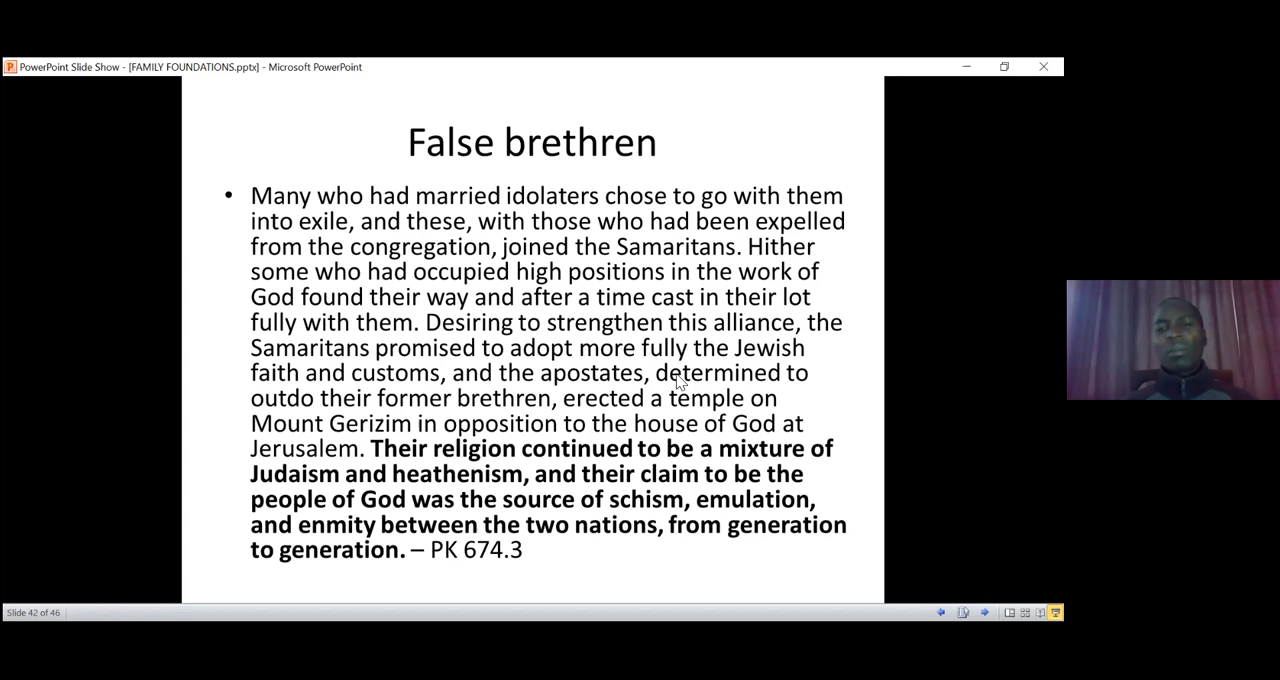 PowerPoint Slide Show - [FAMILY FOUNDATIONS.pptx] - Microsoft PowerPoint
False brethren
• Many who had married idolaters chose to go with them
into exile, and these, with those who had been expelled
from the congregation, joined the Samaritans. Hither
some who had occupied high positions in the work of
God found their way and after a time cast in their lot
fully with them. Desiring to strengthen this alliance, the
Samaritans promised to adopt more fully the Jewish
faith and customs, and the apostates, determined to
outdo their former brethren, erected a temple on
Mount Gerizim in opposition to the house of God at
Jerusalem. Their religion continued to be a mixture of
Judaism and heathenism, and their claim to be the
people of God was the source of schism, emulation,
and enmity between the two nations, from generation
to generation. – PK 674.3
Slide 42 of 46